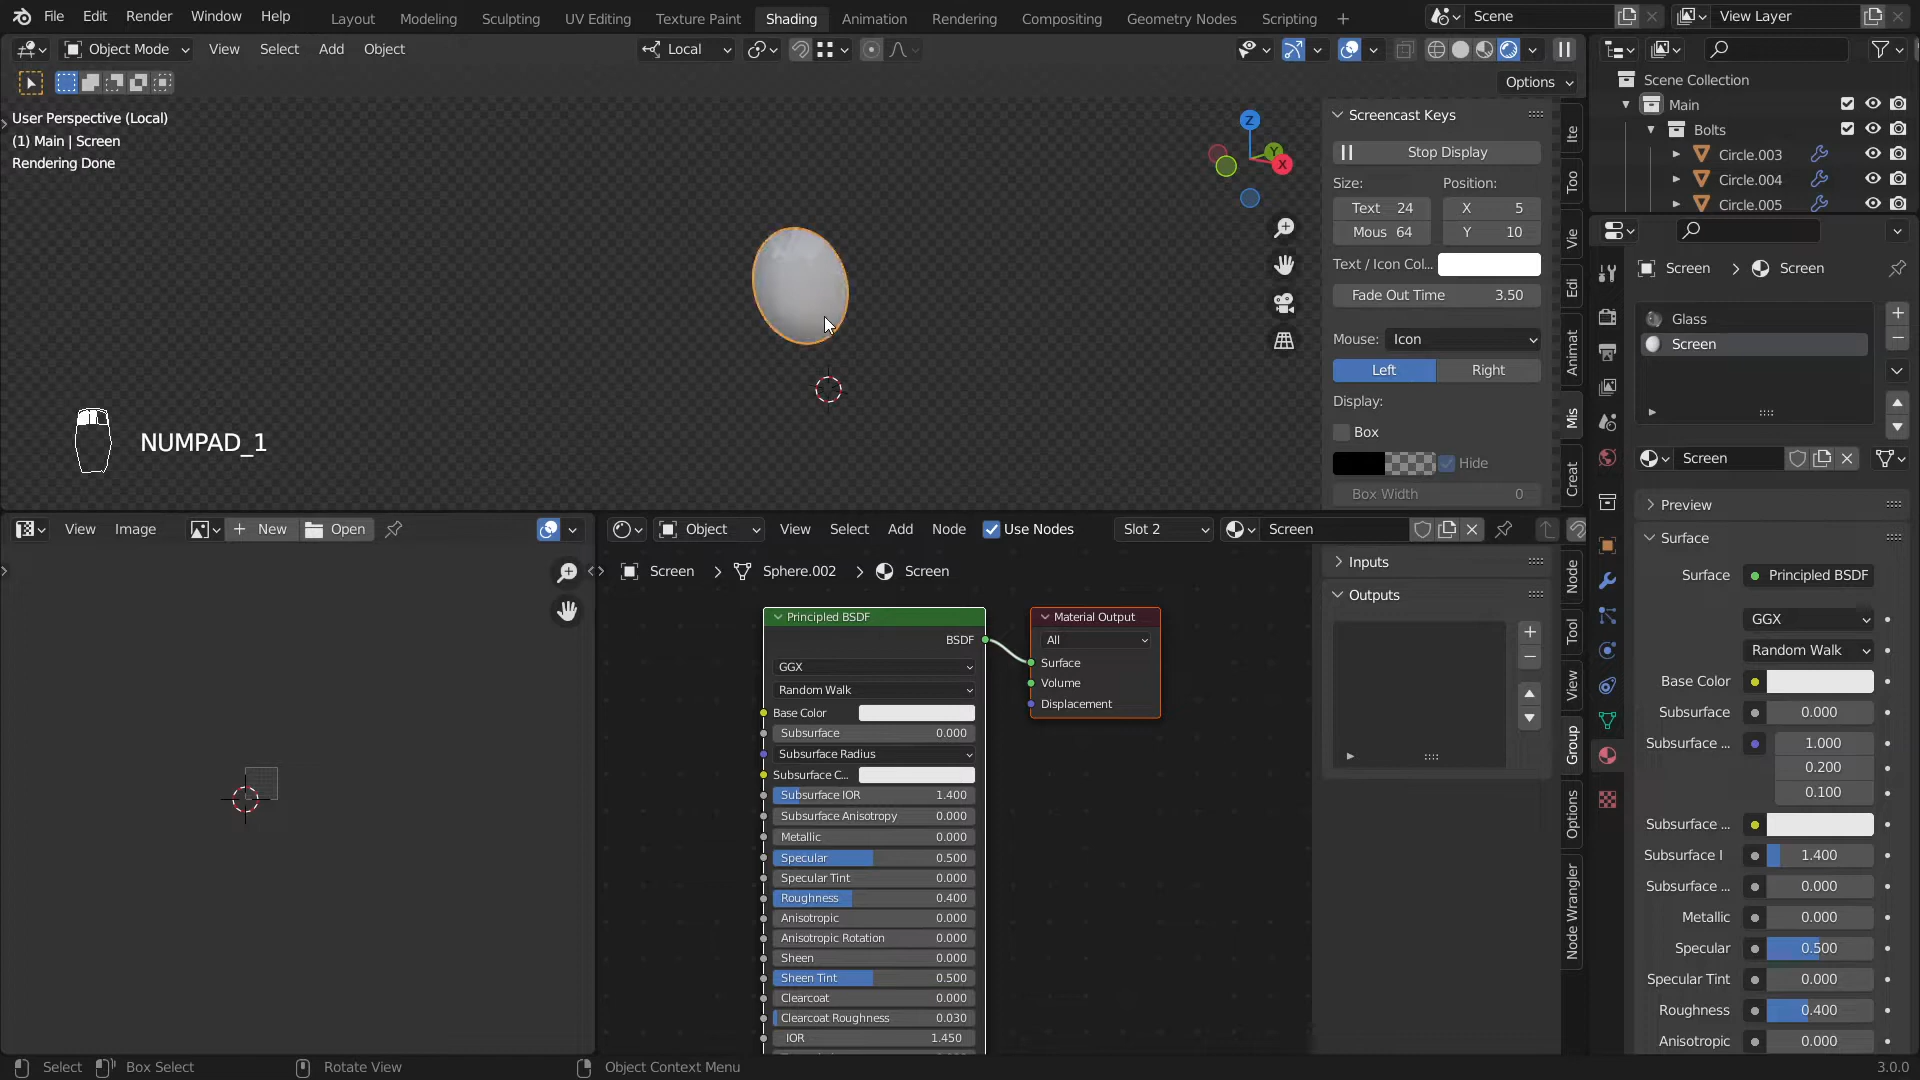 File Edit Render Window Help Layout Modeling Sculpting UV Editing Texture Paint Shading Animation Rendering Compositing Geometry Nodes Scripting + Scene View Layer
Object Mode View Select Add Object Local
Options
User Perspective (Local)
(1) Main | Screen
Rendering Done
Z
Y
X
NUMPAD_1
Screencast Keys
Stop Display
Size: Position:
Text 24 X 5
Mous 64 Y 10
Text / Icon Col...
Fade Out Time 3.50
Mouse: Icon
Left Right
Display:
Box
Hide
Box Width 0
Ite
Too
Vie
Edi
Animat
Mis
Creat
Scene Collection
Main
Bolts
Circle.003
Circle.004
Circle.005
Screen > Screen
Glass
Screen
Screen
Preview
Surface
Surface Principled BSDF
GGX
Random Walk
Base Color
Subsurface 0.000
Subsurface ... 1.000
0.200
0.100
Subsurface ...
Subsurface I 1.400
Subsurface ... 0.000
Metallic 0.000
Specular 0.500
Specular Tint 0.000
Roughness 0.400
Anisotropic 0.000
View Image + New Open
Object View Select Add Node Use Nodes Slot 2 Screen
Screen > Sphere.002 > Screen
Principled BSDF
BSDF
GGX
Random Walk
Base Color
Subsurface 0.000
Subsurface Radius
Subsurface C...
Subsurface IOR 1.400
Subsurface Anisotropy 0.000
Metallic 0.000
Specular 0.500
Specular Tint 0.000
Roughness 0.400
Anisotropic 0.000
Anisotropic Rotation 0.000
Sheen 0.000
Sheen Tint 0.500
Clearcoat 0.000
Clearcoat Roughness 0.030
IOR 1.450
Material Output
All
Surface
Volume
Displacement
Inputs
Outputs
Node
Tool
View
Group
Options
Node Wrangler
Select Box Select Rotate View Object Context Menu 3.0.0